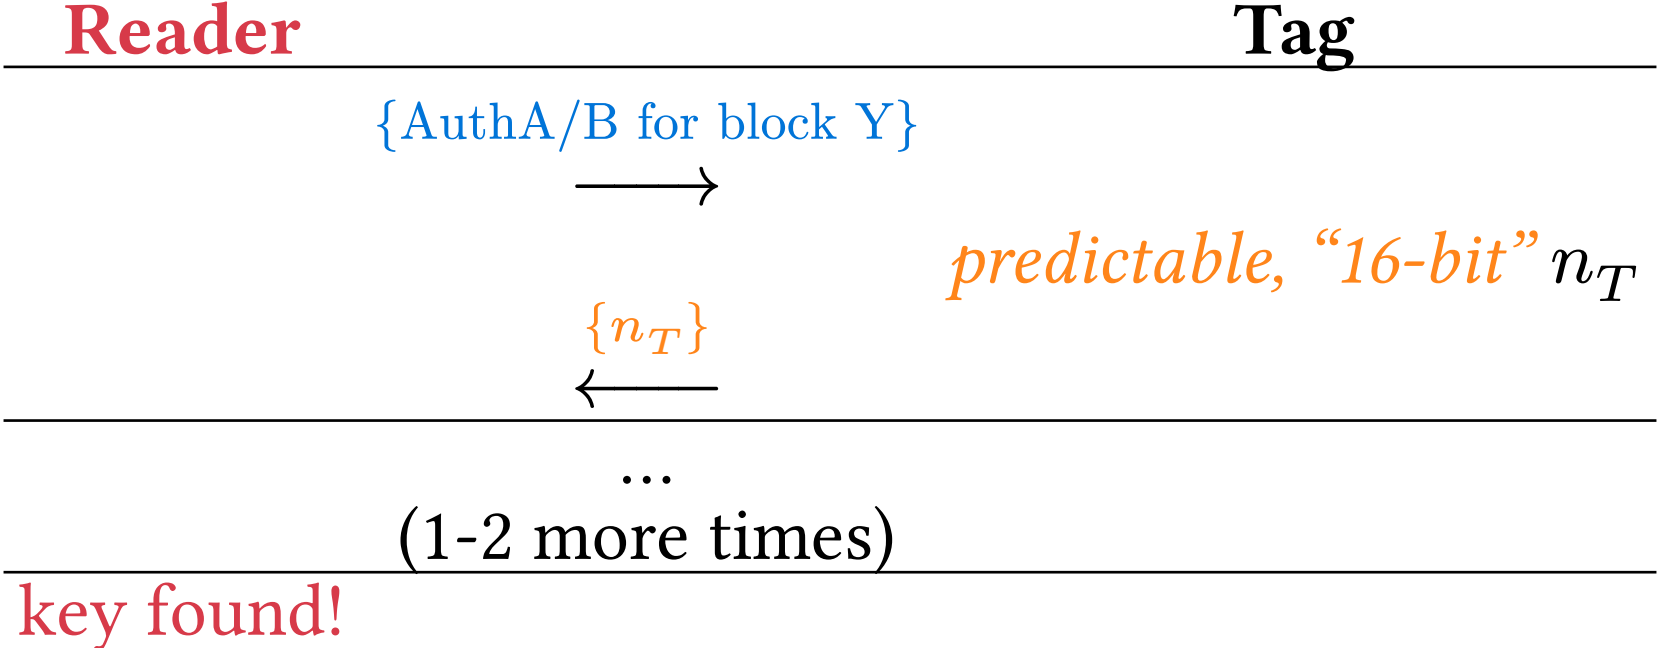 Reader Tag
{AuthA/B for block Y}
⟶
predictable, “16-bit” n_T
{n_T}
⟵
...
(1-2 more times)
key found!